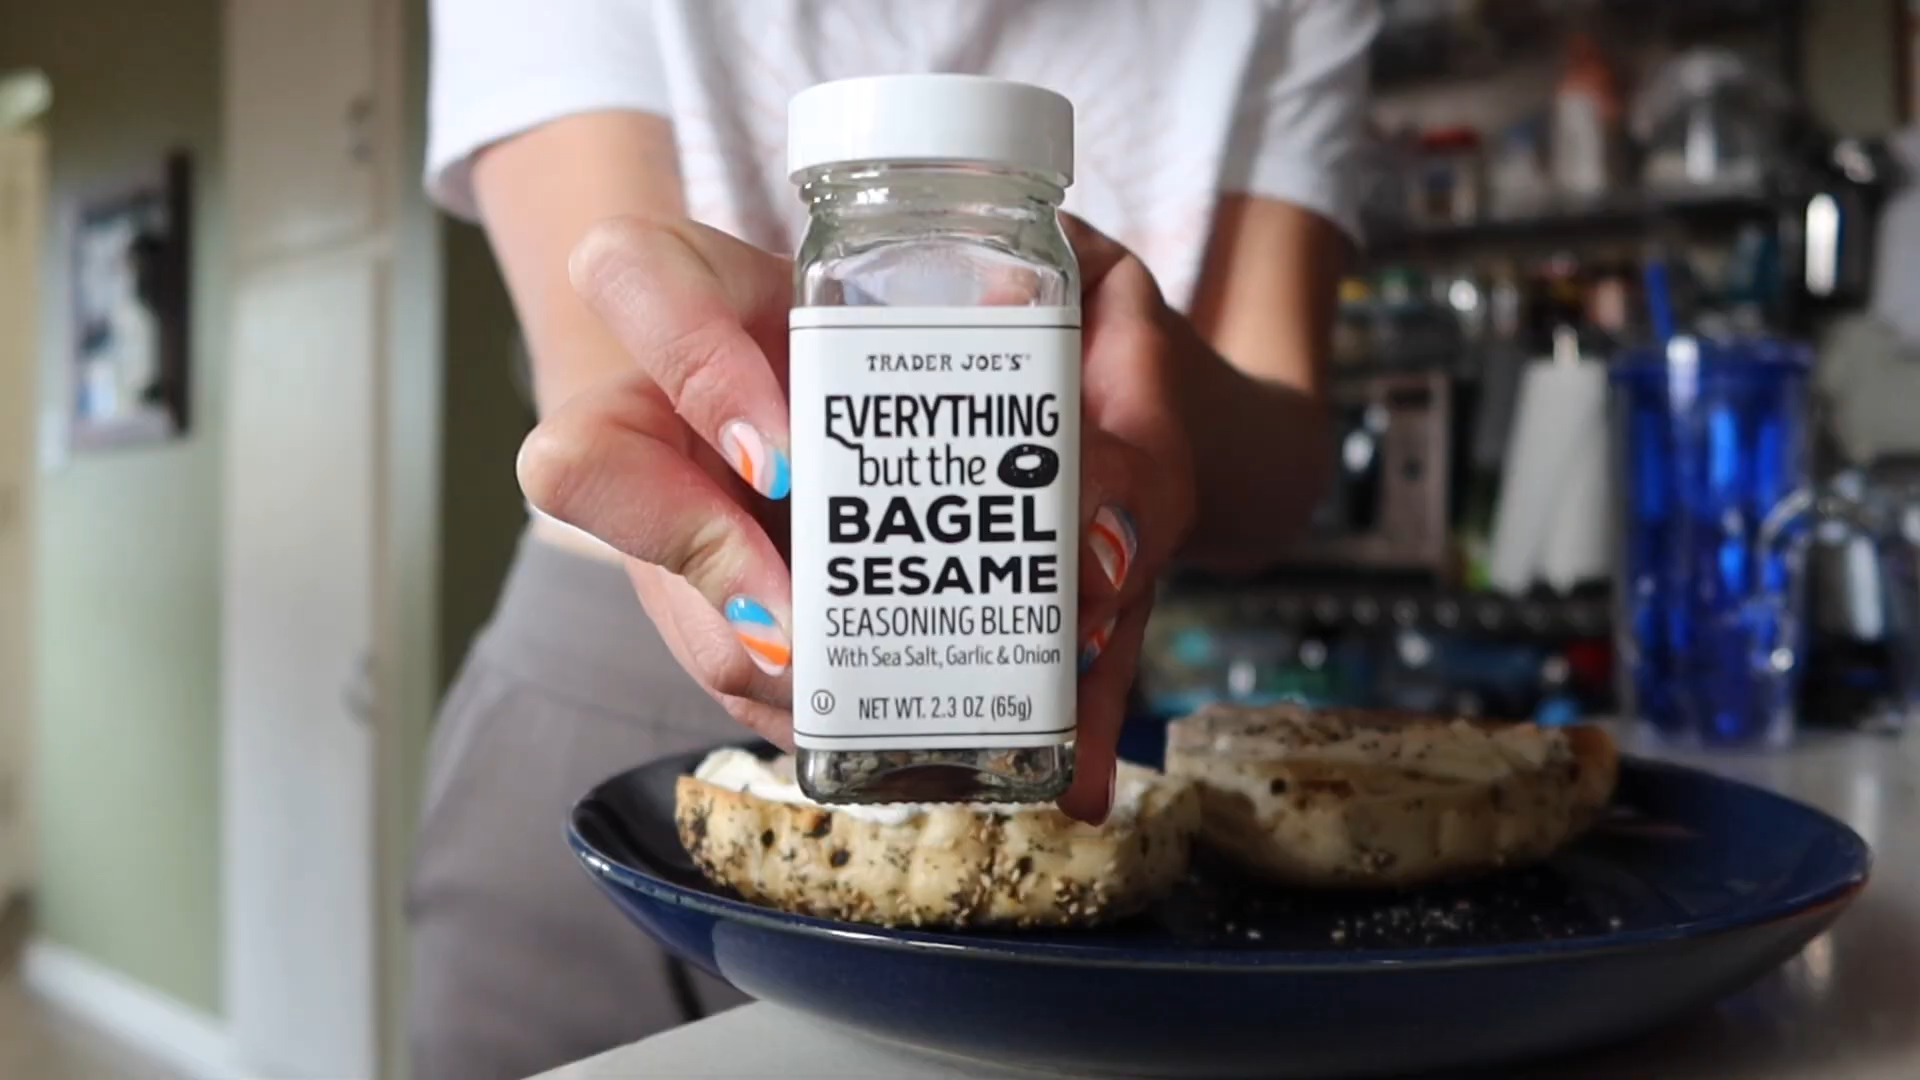 TRADER JOE'S®
EVERYTHING
but the
BAGEL
SESAME
SEASONING BLEND
With Sea Salt, Garlic & Onion
U
NET WT. 2.3 OZ (65g)